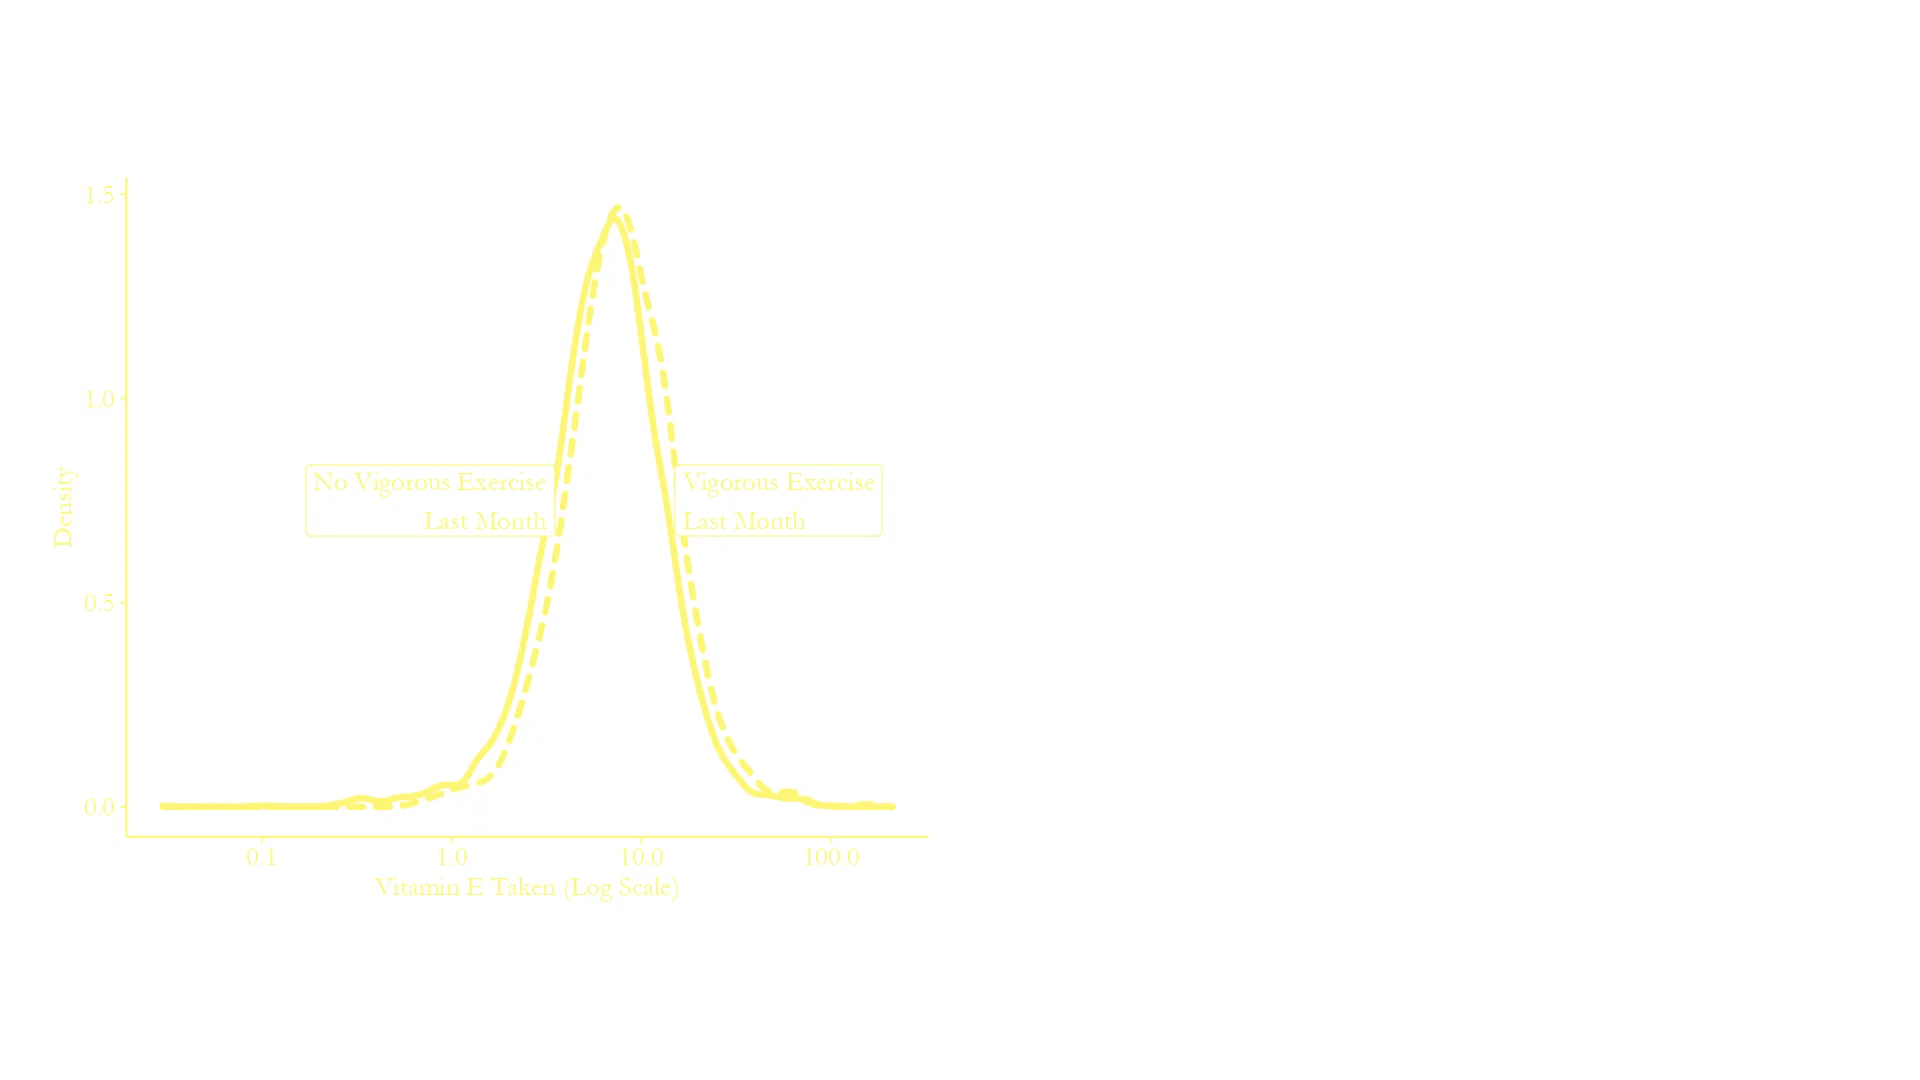 1.5
1.0
0.5
0.0
Density
No Vigorous Exercise
Last Month
Vigorous Exercise
Last Month
0.1
1.0
10.0
100.0
Vitamin E Taken (Log Scale)